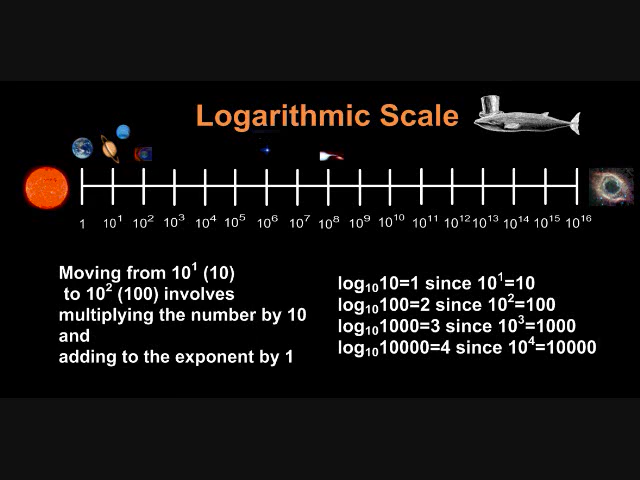 Logarithmic Scale
1 10¹ 10² 10³ 10⁴ 10⁵ 10⁶ 10⁷ 10⁸ 10⁹ 10¹⁰ 10¹¹ 10¹² 10¹³ 10¹⁴ 10¹⁵ 10¹⁶
Moving from 10¹ (10)
to 10² (100) involves
multiplying the number by 10
and
adding to the exponent by 1
log₁₀10=1 since 10¹=10
log₁₀100=2 since 10²=100
log₁₀1000=3 since 10³=1000
log₁₀10000=4 since 10⁴=10000